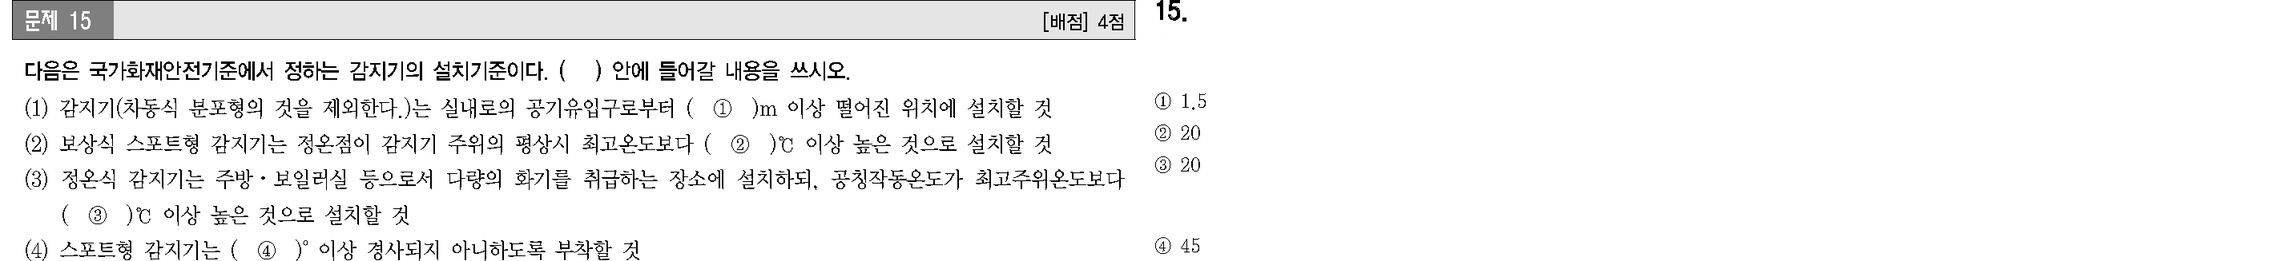 문제 15
[배점] 4점
다음은 국가화재안전기준에서 정하는 감지기의 설치기준이다. (    ) 안에 들어갈 내용을 쓰시오.
(1) 감지기(차동식 분포형의 것을 제외한다.)는 실내로의 공기유입구로부터 ( ① )m 이상 떨어진 위치에 설치할 것
(2) 보상식 스포트형 감지기는 정온점이 감지기 주위의 평상시 최고온도보다 ( ② )℃ 이상 높은 것으로 설치할 것
(3) 정온식 감지기는 주방·보일러실 등으로서 다량의 화기를 취급하는 장소에 설치하되, 공칭작동온도가 최고주위온도보다
( ③ )℃ 이상 높은 것으로 설치할 것
(4) 스포트형 감지기는 ( ④ )° 이상 경사되지 아니하도록 부착할 것
15.
① 1.5
② 20
③ 20
④ 45